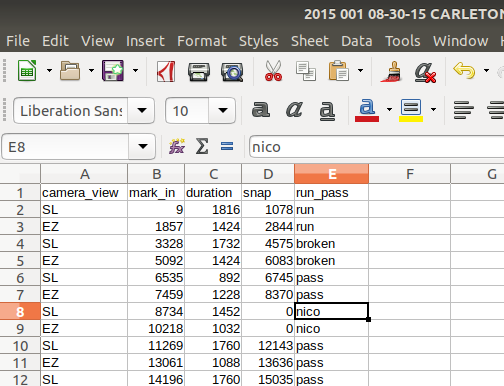 2015 001 08-30-15 CARLETON
File Edit View Insert Format Styles Sheet Data Tools Window
Liberation Sans 10 a a a a
E8 nico
A B C D E F G
1 camera_view mark_in duration snap run_pass
2 SL 9 1816 1078 run
3 EZ 1857 1424 2844 run
4 SL 3328 1732 4575 broken
5 EZ 5092 1424 6083 broken
6 SL 6535 892 6745 pass
7 EZ 7459 1228 8370 pass
8 SL 8734 1452 0 nico
9 EZ 10218 1032 0 nico
10 SL 11269 1760 12143 pass
11 EZ 13061 1088 13636 pass
12 SL 14196 1760 15035 pass